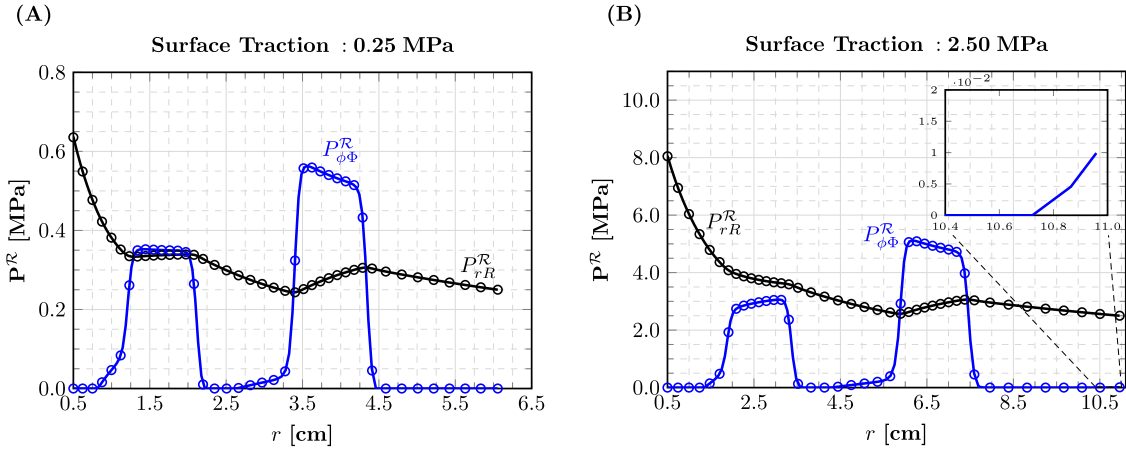 (A)
Surface Traction : 0.25 MPa
0.8
0.6
0.4
0.2
0.0
0.5 1.5 2.5 3.5 4.5 5.5 6.5
P^ℛ [MPa]
r [cm]
P^ℛ_ϕΦ
P^ℛ_rR
(B)
Surface Traction : 2.50 MPa
10.0
8.0
6.0
4.0
2.0
0.0
0.5 2.5 4.5 6.5 8.5 10.5
P^ℛ [MPa]
r [cm]
P^ℛ_rR
P^ℛ_ϕΦ
·10^−2
2
1.5
1
0.5
0
10.4 10.6 10.8 11.0